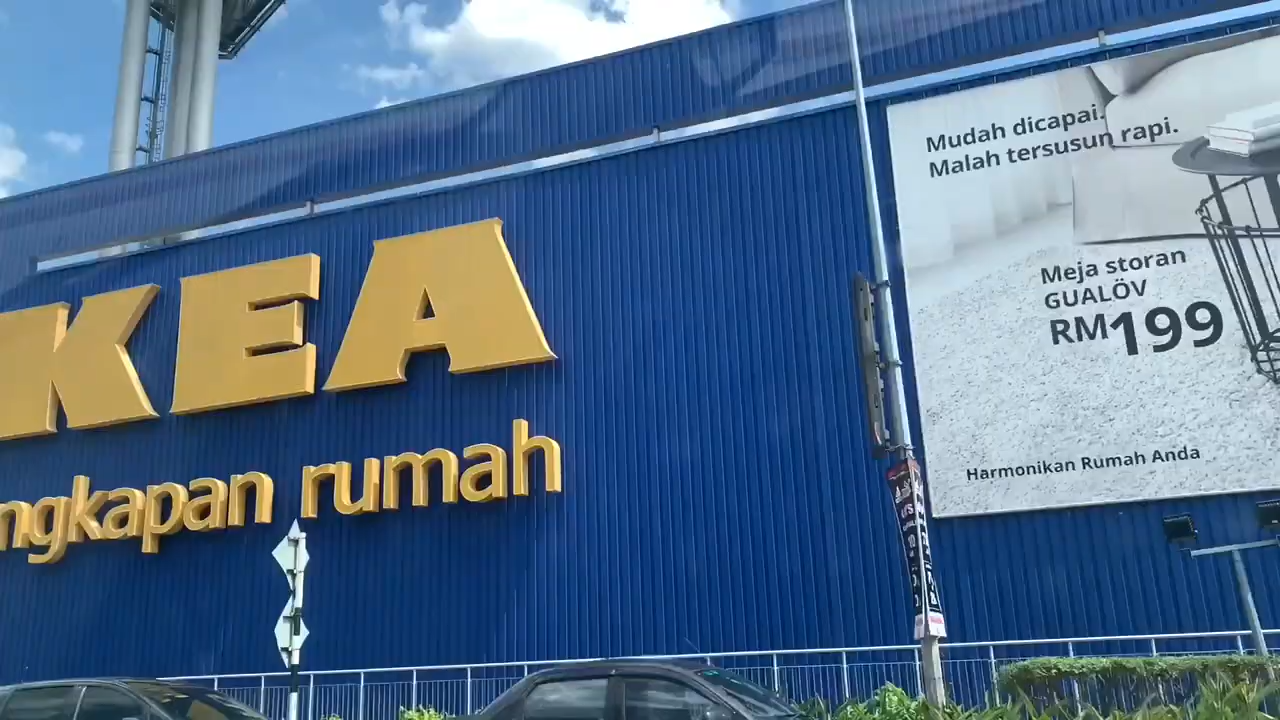 KEA
ngkapan rumah
Mudah dicapai.
Malah tersusun rapi.
Meja storan
GUALÖV
RM199
Harmonikan Rumah Anda